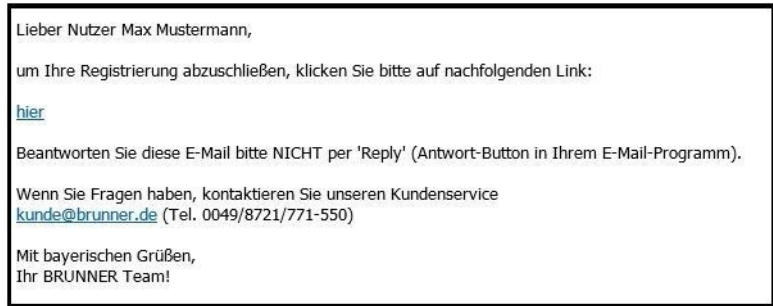 Lieber Nutzer Max Mustermann,
um Ihre Registrierung abzuschließen, klicken Sie bitte auf nachfolgenden Link:
hier
Beantworten Sie diese E-Mail bitte NICHT per 'Reply' (Antwort-Button in Ihrem E-Mail-Programm).
Wenn Sie Fragen haben, kontaktieren Sie unseren Kundenservice
kunde@brunner.de (Tel. 0049/8721/771-550)
Mit bayerischen Grüßen,
Ihr BRUNNER Team!